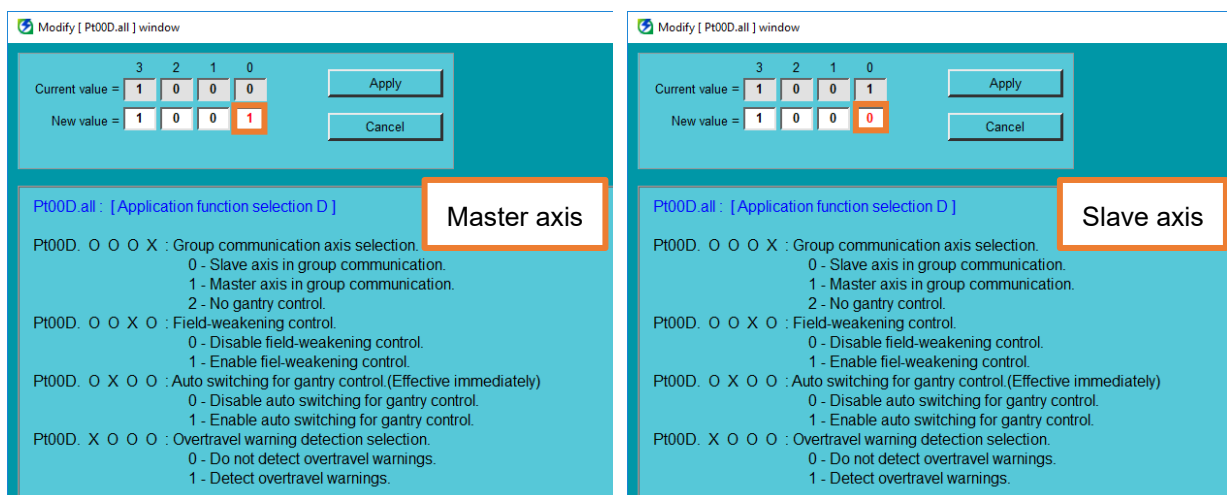 Modify [ Pt00D.all ] window
3 2 1 0
Current value = 1 0 0 0 Apply
New value = 1 0 0 1 Cancel
Pt00D.all : [ Application function selection D ]
Master axis
Pt00D. O O O X : Group communication axis selection.
0 - Slave axis in group communication.
1 - Master axis in group communication.
2 - No gantry control.
Pt00D. O O X O : Field-weakening control.
0 - Disable field-weakening control.
1 - Enable fiel-weakening control.
Pt00D. O X O O : Auto switching for gantry control.(Effective immediately)
0 - Disable auto switching for gantry control.
1 - Enable auto switching for gantry control.
Pt00D. X O O O : Overtravel warning detection selection.
0 - Do not detect overtravel warnings.
1 - Detect overtravel warnings.
Modify [ Pt00D.all ] window
3 2 1 0
Current value = 1 0 0 1 Apply
New value = 1 0 0 0 Cancel
Pt00D.all : [ Application function selection D ]
Slave axis
Pt00D. O O O X : Group communication axis selection.
0 - Slave axis in group communication.
1 - Master axis in group communication.
2 - No gantry control.
Pt00D. O O X O : Field-weakening control.
0 - Disable field-weakening control.
1 - Enable fiel-weakening control.
Pt00D. O X O O : Auto switching for gantry control.(Effective immediately)
0 - Disable auto switching for gantry control.
1 - Enable auto switching for gantry control.
Pt00D. X O O O : Overtravel warning detection selection.
0 - Do not detect overtravel warnings.
1 - Detect overtravel warnings.